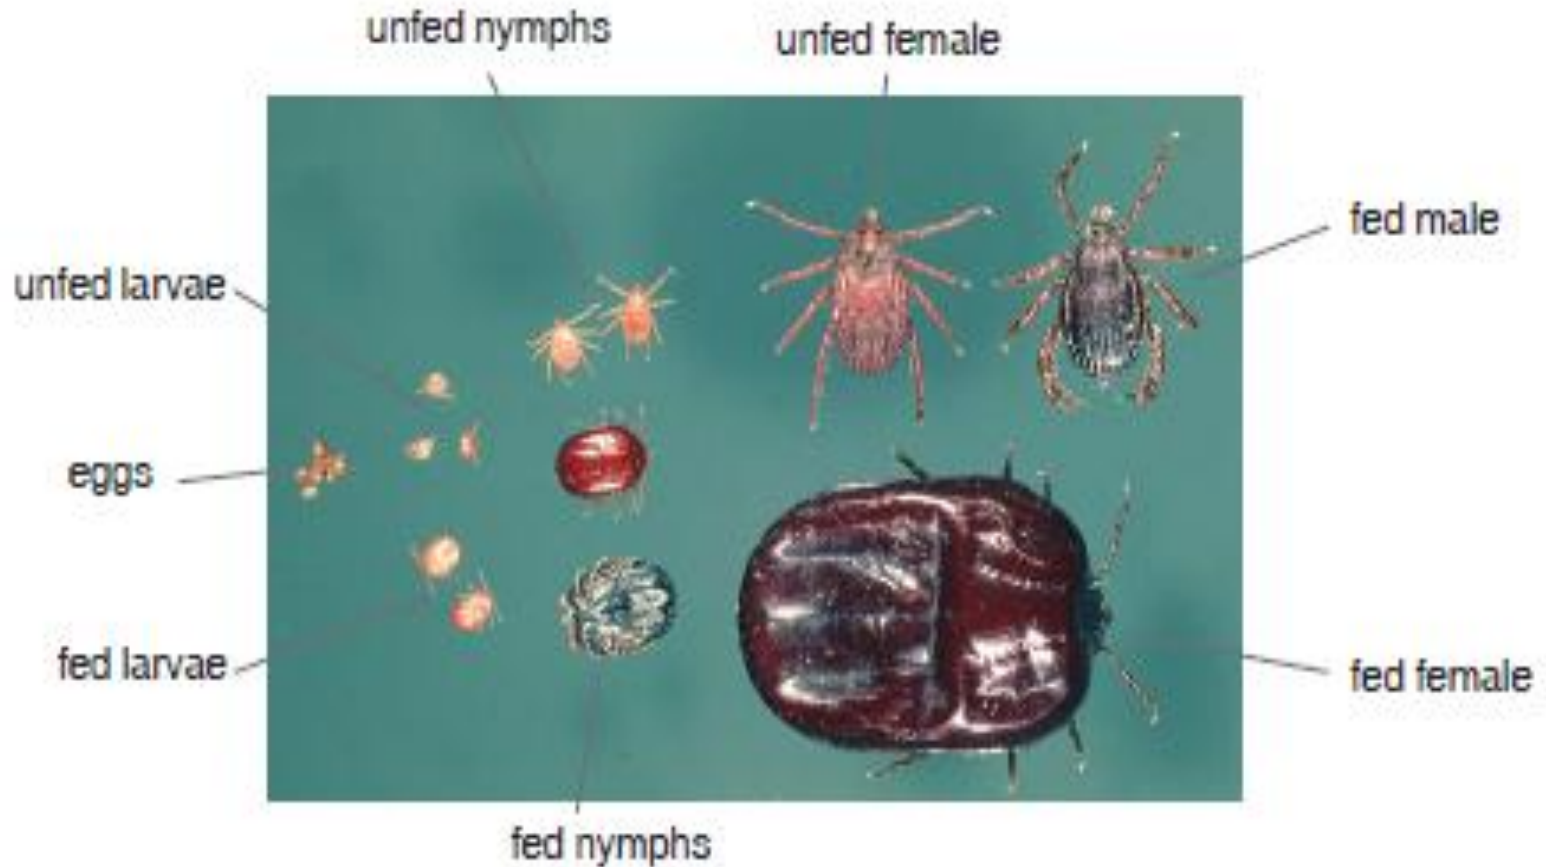 unfed nymphs
unfed female
fed male
unfed larvae
eggs
fed larvae
fed female
fed nymphs